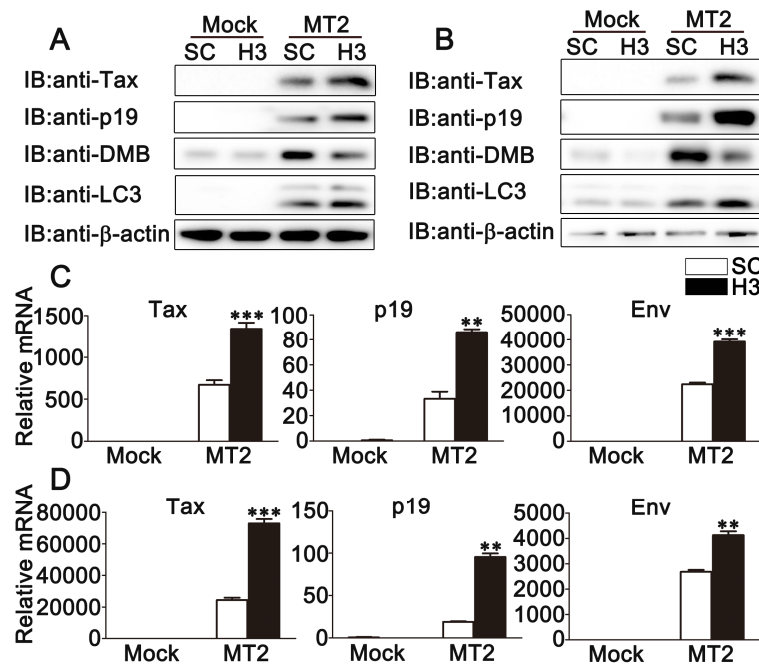 A
Mock MT2
SC H3 SC H3
IB:anti-Tax
IB:anti-p19
IB:anti-DMB
IB:anti-LC3
IB:anti-β-actin
B
Mock MT2
SC H3 SC H3
IB:anti-Tax
IB:anti-p19
IB:anti-DMB
IB:anti-LC3
IB:anti-β-actin
SC
H3
C
Relative mRNA
Tax
1500
1000
500
0
***
Mock MT2
p19
100
80
60
40
20
0
**
Mock MT2
Env
50000
40000
30000
20000
10000
0
***
Mock MT2
D
Relative mRNA
Tax
80000
60000
40000
20000
0
***
Mock MT2
p19
150
100
50
0
**
Mock MT2
Env
5000
4000
3000
2000
1000
0
**
Mock MT2